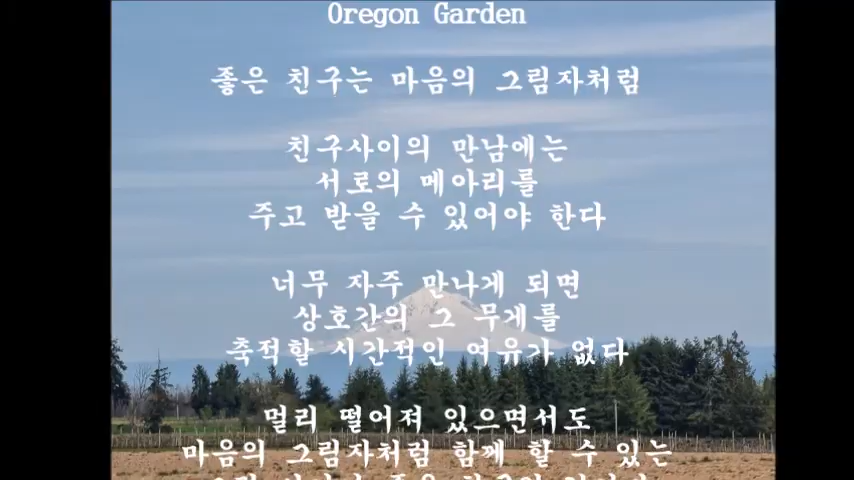 Oregon Garden
좋은 친구는 마음의 그림자처럼
친구사이의 만남에는
서로의 메아리를
주고 받을 수 있어야 한다
너무 자주 만나게 되면
상호간의 그 무게를
축적할 시간적인 여유가 없다
멀리 떨어져 있으면서도
마음의 그림자처럼 함께 할 수 있는